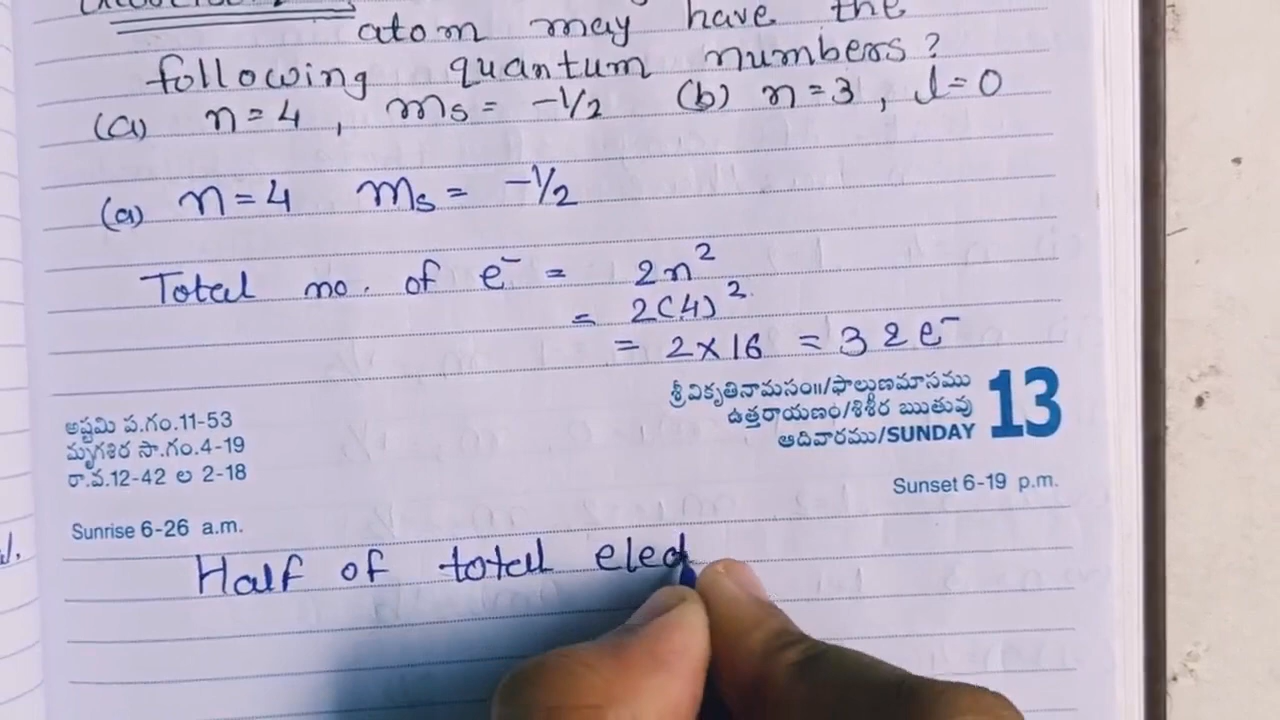 atom may have the
following quantum numbers?
(a) n=4, ms = -1/2 (b) n=3, l=0
(a) n=4 ms = -1/2
Total no. of e⁻ = 2n²
= 2(4)²
= 2×16 = 32e⁻
శ్రీవికృతినామసం॥/ఫాల్గుణమాసము
ఉత్తరాయణం/శిశిర ఋతువు
ఆదివారము/SUNDAY
13
అష్టమి ప.గం.11-53
మృగశిర సా.గం.4-19
రా.వ.12-42 ల 2-18
Sunset 6-19 p.m.
Sunrise 6-26 a.m.
Half of total elec